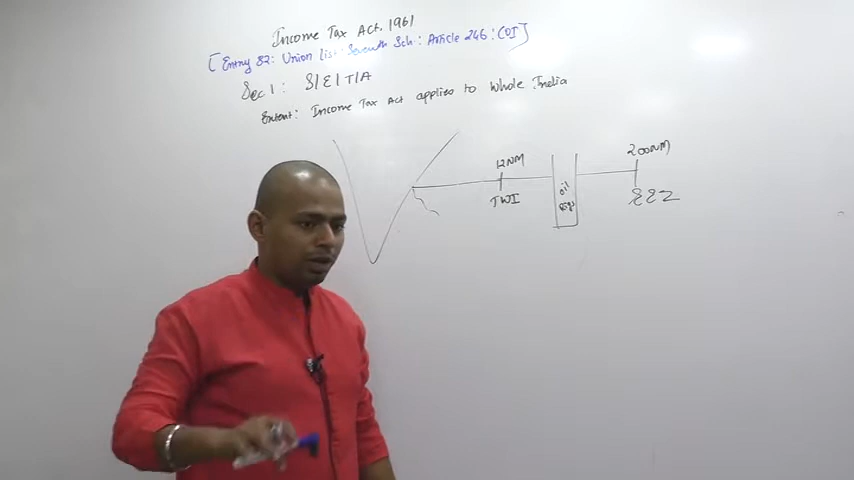 Income Tax Act, 1961
[Entry 82: Union List: Seventh Sch: Article 246: COI]
Sec 1: S/E/T/A
Extent: Income Tax Act applies to Whole India
12NM
200NM
TWI
oil
Rigs
EEZ